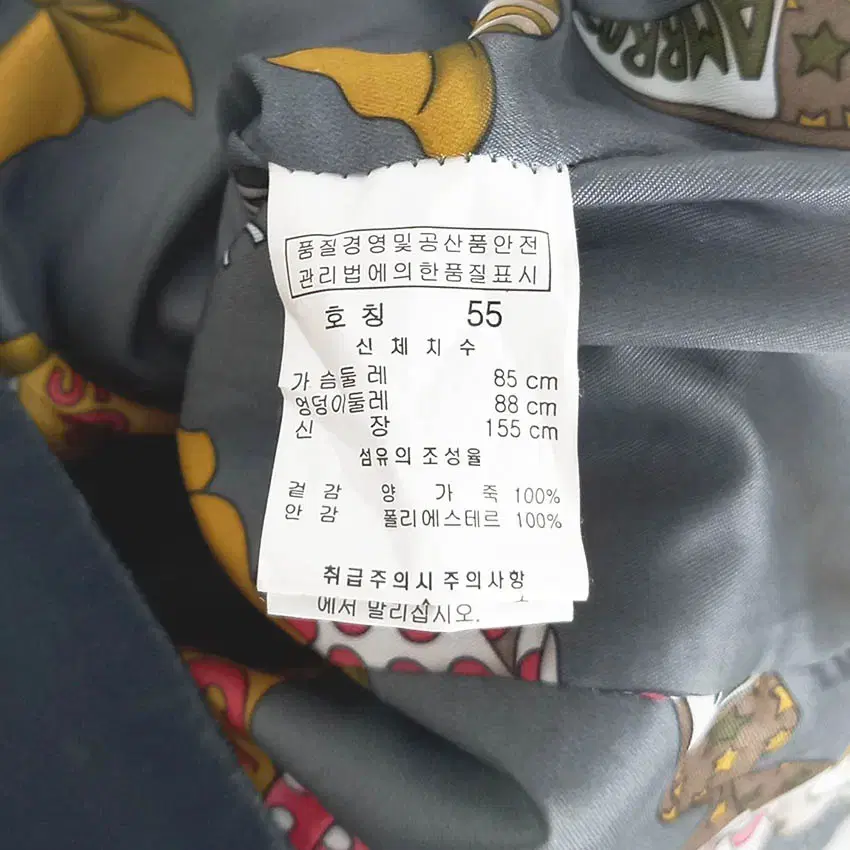 품질경영및공산품안전
관리법에의한품질표시
호 칭 55
신 체 치 수
가 슴둘 레 85 cm
엉덩이둘레 88 cm
신 장 155 cm
섬유의 조성율
겉 감 양 가 죽 100%
안 감 폴리에스테르 100%
취급주의시 주의사항
에서 말리십시오.